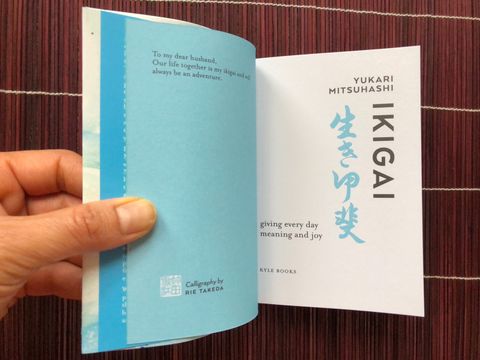 To my dear husband,
Our life together is my ikigai and will
always be an adventure.
Calligraphy by
RIE TAKEDA
YUKARI
MITSUHASHI
IKIGAI
生き甲斐
giving every day
meaning and joy
KYLE BOOKS